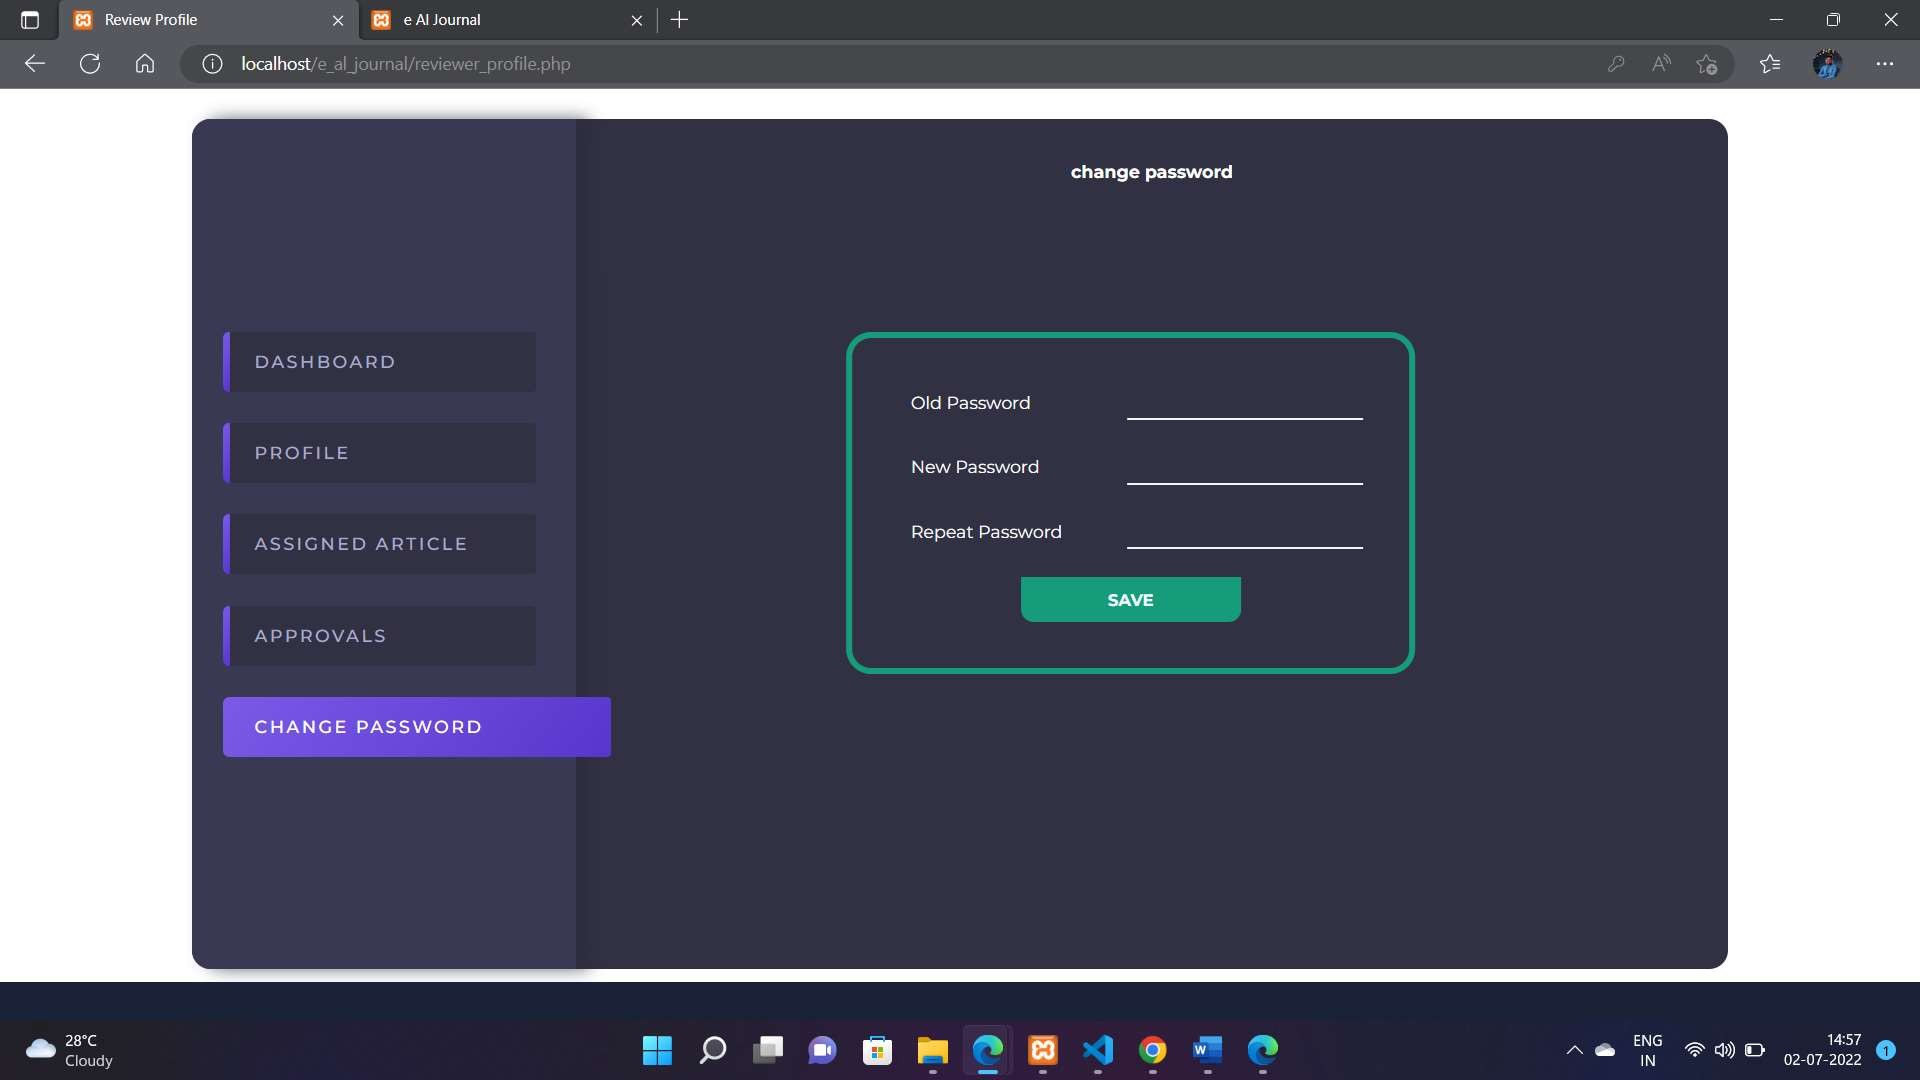 Review Profile
e Al Journal
localhost/e_al_journal/reviewer_profile.php
change password
DASHBOARD
PROFILE
ASSIGNED ARTICLE
APPROVALS
CHANGE PASSWORD
Old Password
New Password
Repeat Password
SAVE
28°C
Cloudy
ENG
IN
14:57
02-07-2022
1